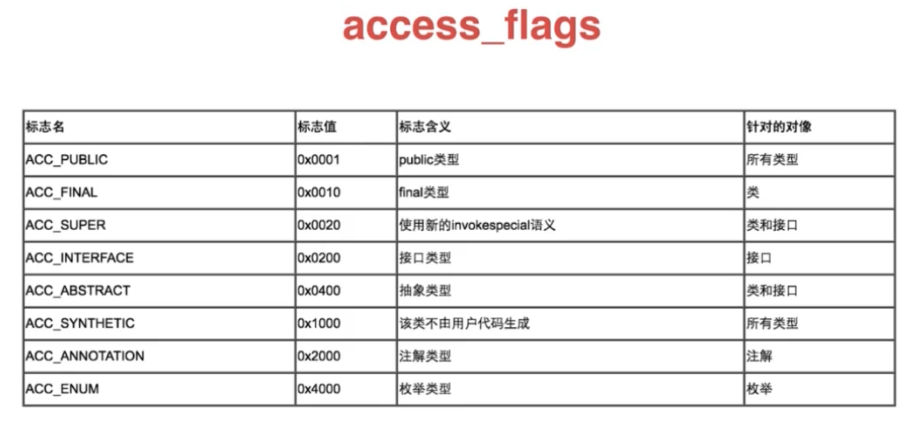 access_flags
标志名 标志值 标志含义 针对的对像
ACC_PUBLIC 0x0001 public类型 所有类型
ACC_FINAL 0x0010 final类型 类
ACC_SUPER 0x0020 使用新的invokespecial语义 类和接口
ACC_INTERFACE 0x0200 接口类型 接口
ACC_ABSTRACT 0x0400 抽象类型 类和接口
ACC_SYNTHETIC 0x1000 该类不由用户代码生成 所有类型
ACC_ANNOTATION 0x2000 注解类型 注解
ACC_ENUM 0x4000 枚举类型 枚举